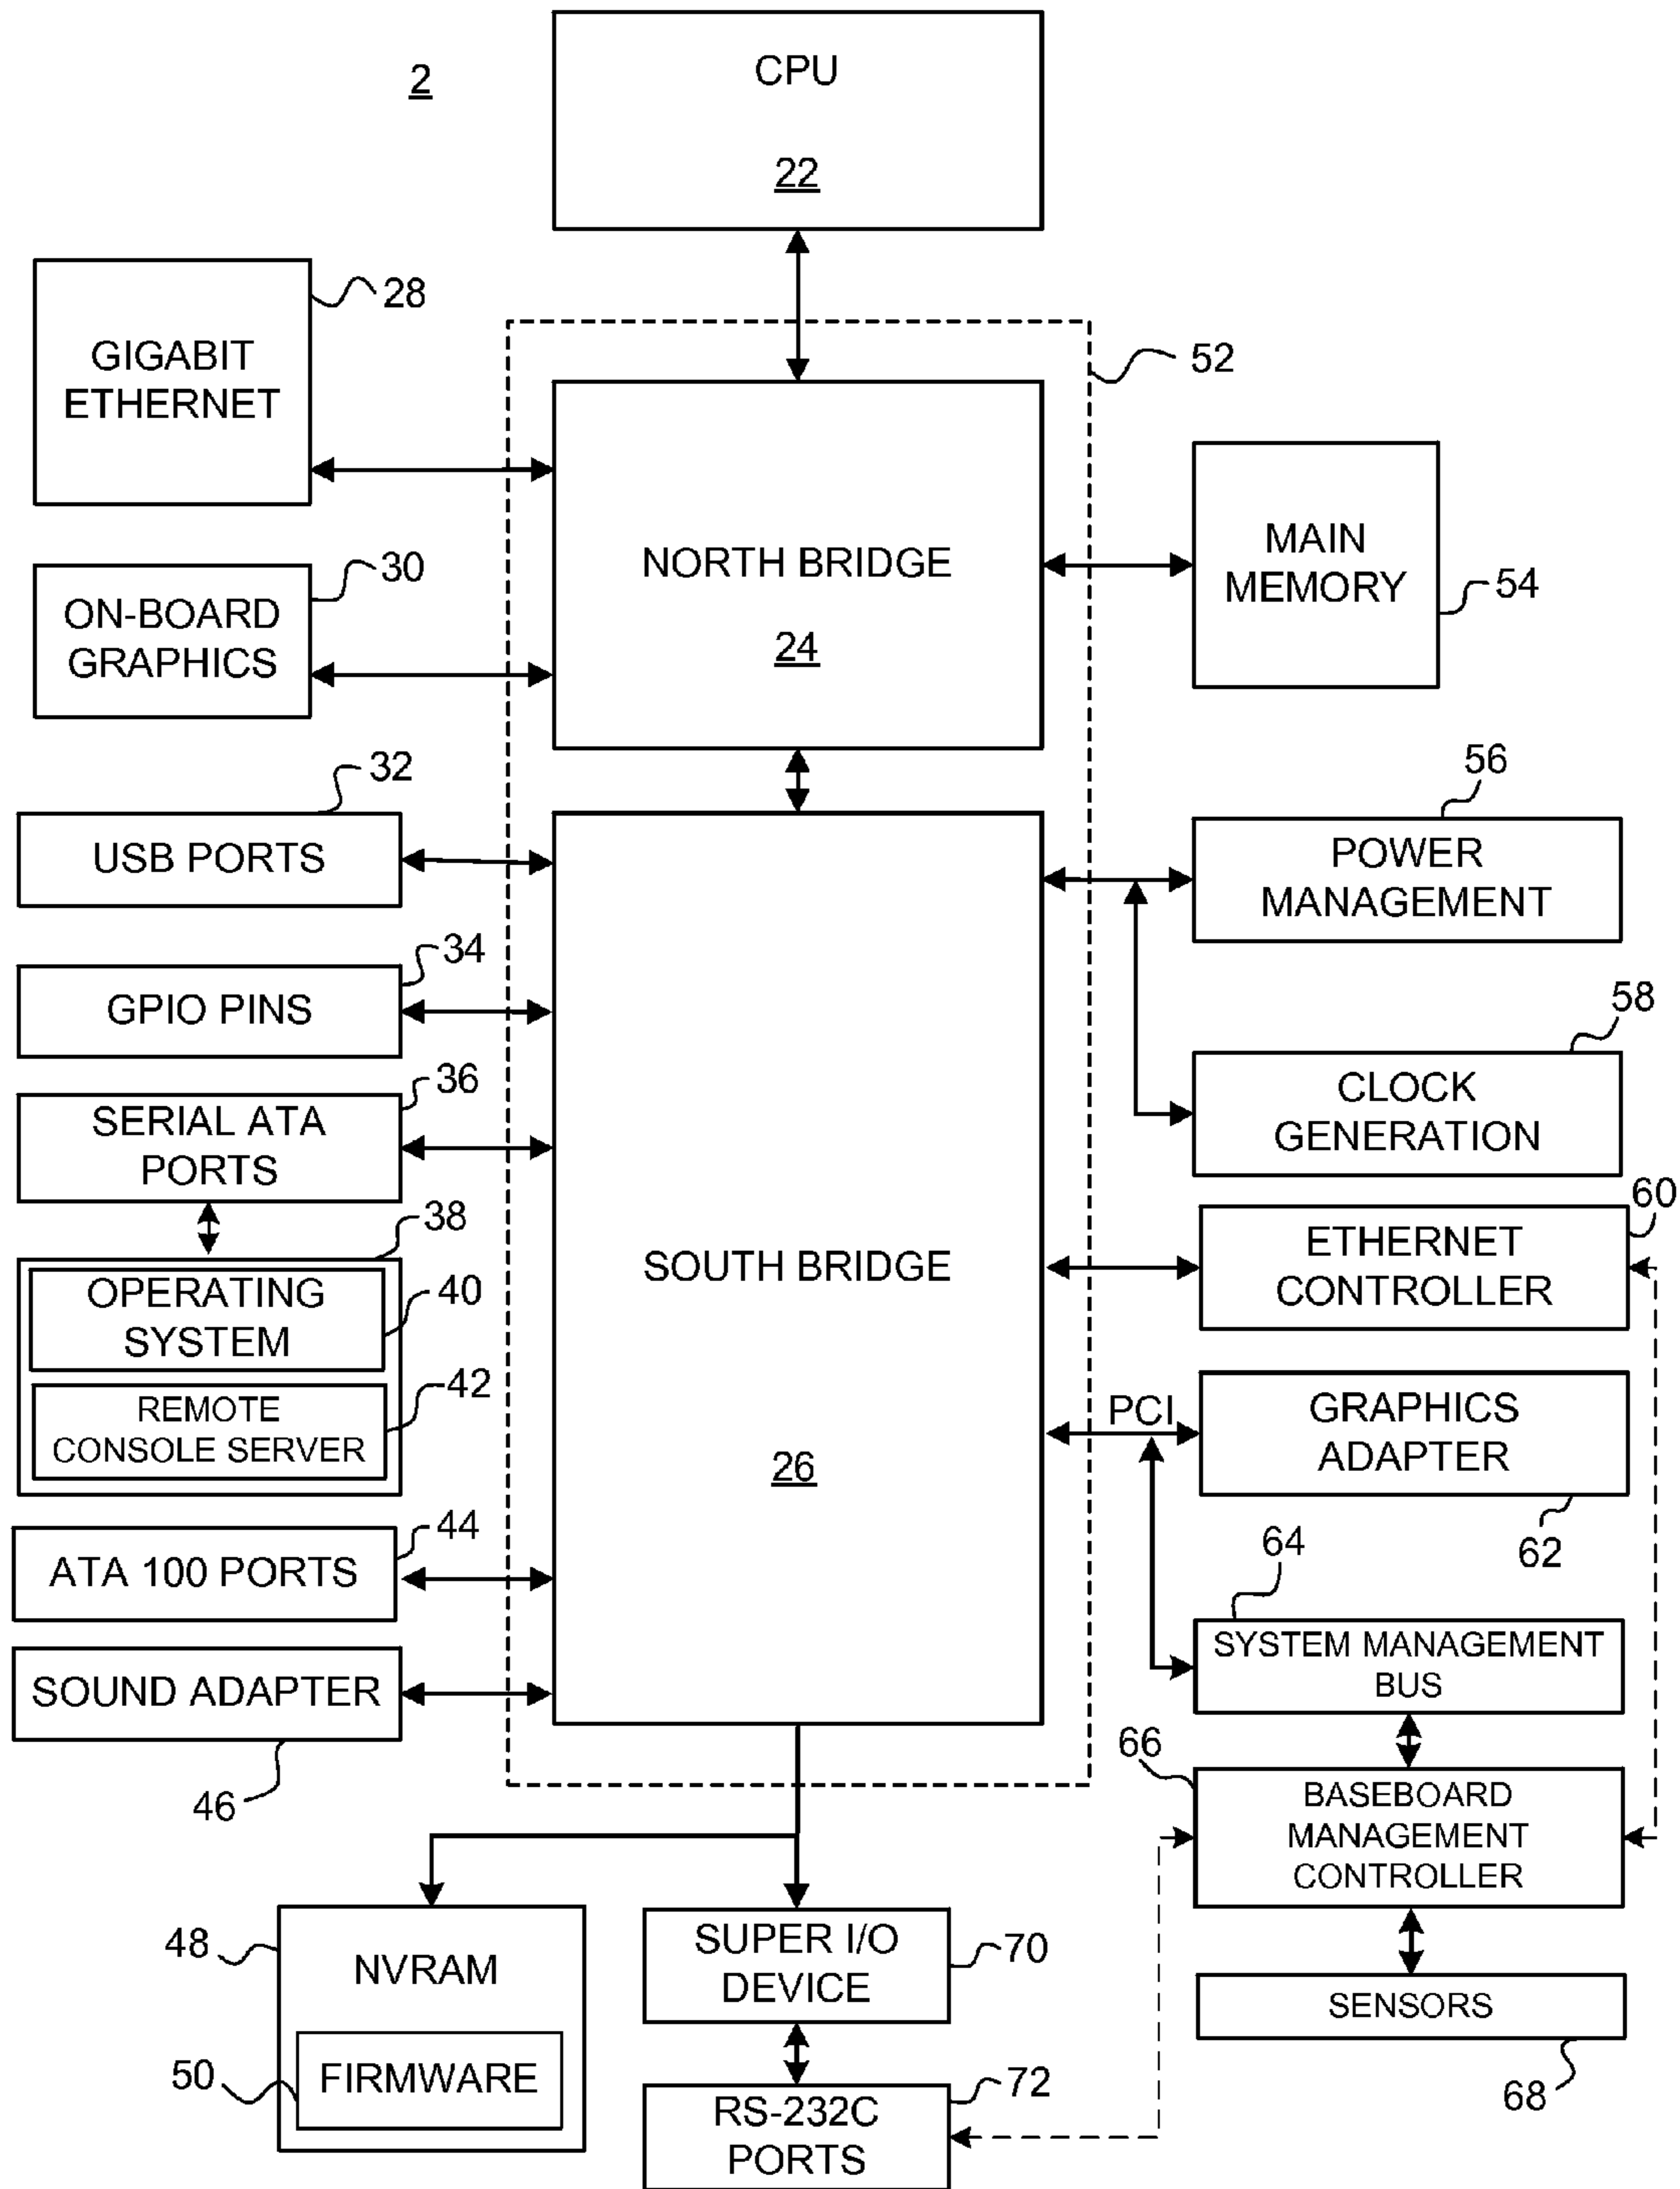 2
CPU
22
28
GIGABIT
ETHERNET
52
NORTH BRIDGE
24
MAIN
MEMORY
54
30
ON-BOARD
GRAPHICS
32
USB PORTS
56
POWER
MANAGEMENT
34
GPIO PINS
58
CLOCK
GENERATION
36
SERIAL ATA
PORTS
38
OPERATING
SYSTEM
40
REMOTE
CONSOLE SERVER
42
SOUTH BRIDGE
26
60
ETHERNET
CONTROLLER
PCI
GRAPHICS
ADAPTER
62
44
ATA 100 PORTS
64
SYSTEM MANAGEMENT
BUS
SOUND ADAPTER
46
66
BASEBOARD
MANAGEMENT
CONTROLLER
48
NVRAM
50
FIRMWARE
SUPER I/O
DEVICE
70
SENSORS
68
72
RS-232C
PORTS